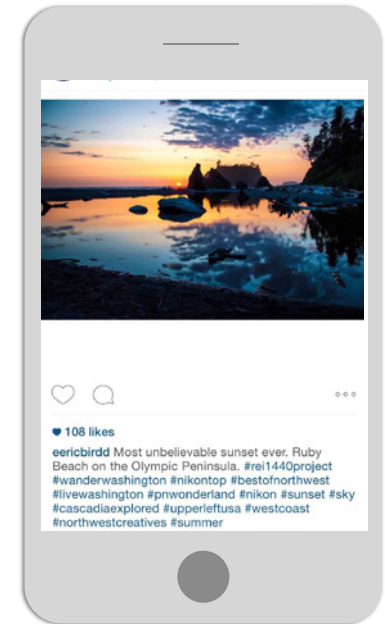 108 likes
eericbirdd Most unbelievable sunset ever. Ruby
Beach on the Olympic Peninsula. #rei1440project
#wanderwashington #nikontop #bestofnorthwest
#livewashington #pnwonderland #nikon #sunset #sky
#cascadiaexplored #upperleftusa #westcoast
#northwestcreatives #summer